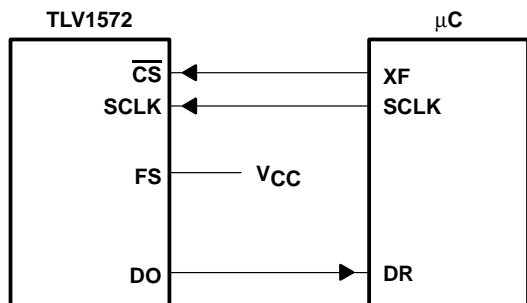 TLV1572 μC
CS XF
SCLK SCLK
FS VCC
DO DR